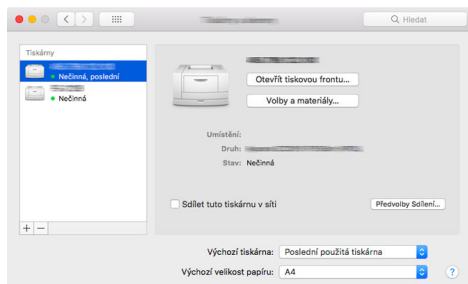 Hledat
Tiskárny
Nečinná, poslední
Nečinná
Otevřít tiskovou frontu...
Volby a materiály...
Umístění:
Druh:
Stav: Nečinná
Sdílet tuto tiskárnu v síti
Předvolby Sdílení...
+ −
Výchozí tiskárna: Poslední použitá tiskárna
Výchozí velikost papíru: A4 ?